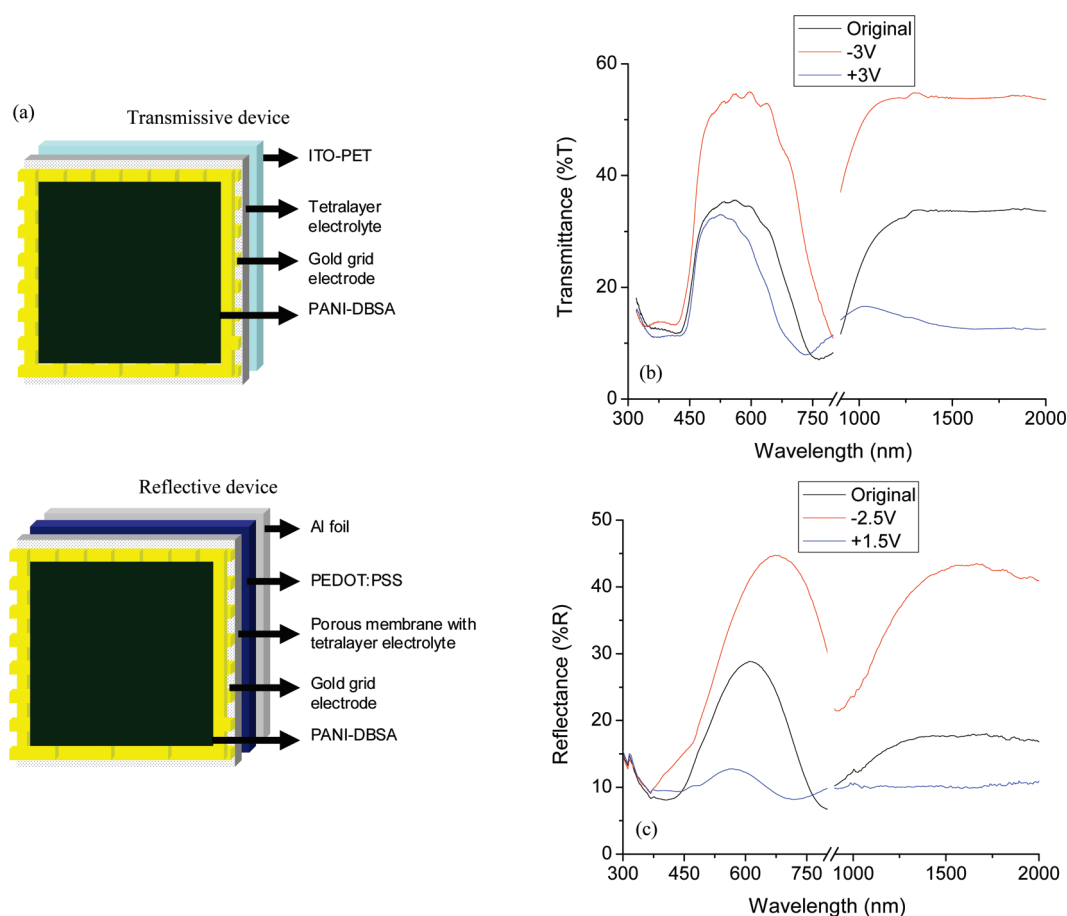 (a)
Transmissive device
ITO-PET
Tetralayer
electrolyte
Gold grid
electrode
PANI-DBSA
Reflective device
Al foil
PEDOT:PSS
Porous membrane with
tetralayer electrolyte
Gold grid
electrode
PANI-DBSA
Original
-3V
+3V
Transmittance (%T)
60
40
20
0
(b)
300 450 600 750 1000 1500 2000
Wavelength (nm)
Original
-2.5V
+1.5V
Reflectance (%R)
50
40
30
20
10
0
(c)
300 450 600 750 1000 1500 2000
Wavelength (nm)